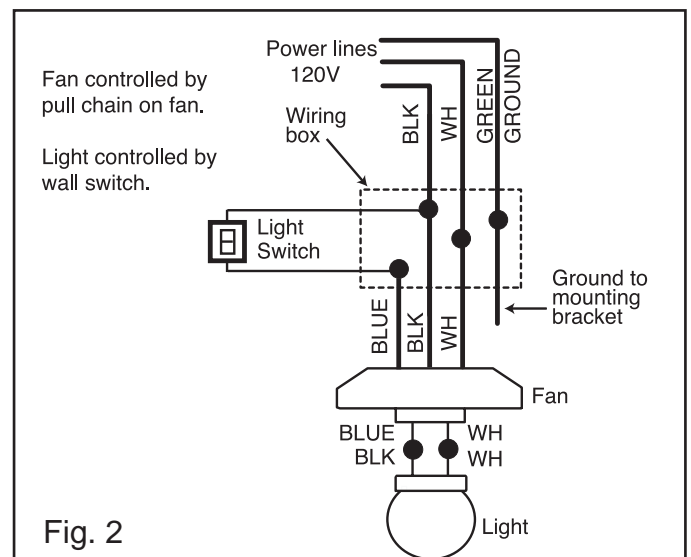 Fan controlled by
pull chain on fan.
Light controlled by
wall switch.
Power lines
120V
Wiring
box
BLK
WH
GREEN
GROUND
Light
Switch
Ground to
mounting
bracket
BLUE
BLK
WH
Fan
BLUE
WH
BLK
WH
Light
Fig. 2